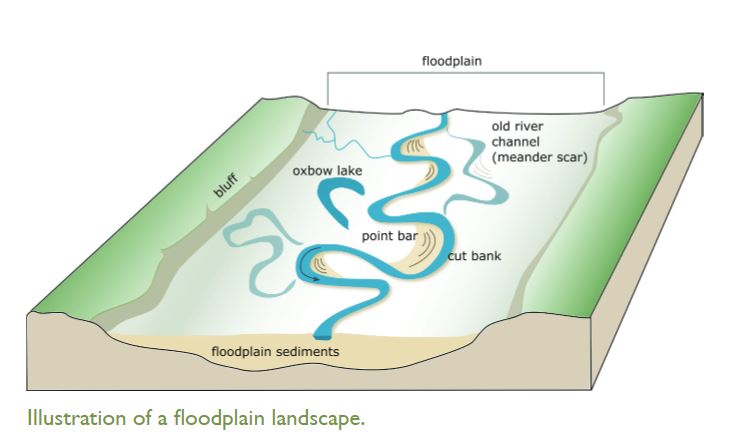 floodplain
old river
channel
(meander scar)
oxbow lake
bluff
point bar
cut bank
floodplain sediments
Illustration of a floodplain landscape.